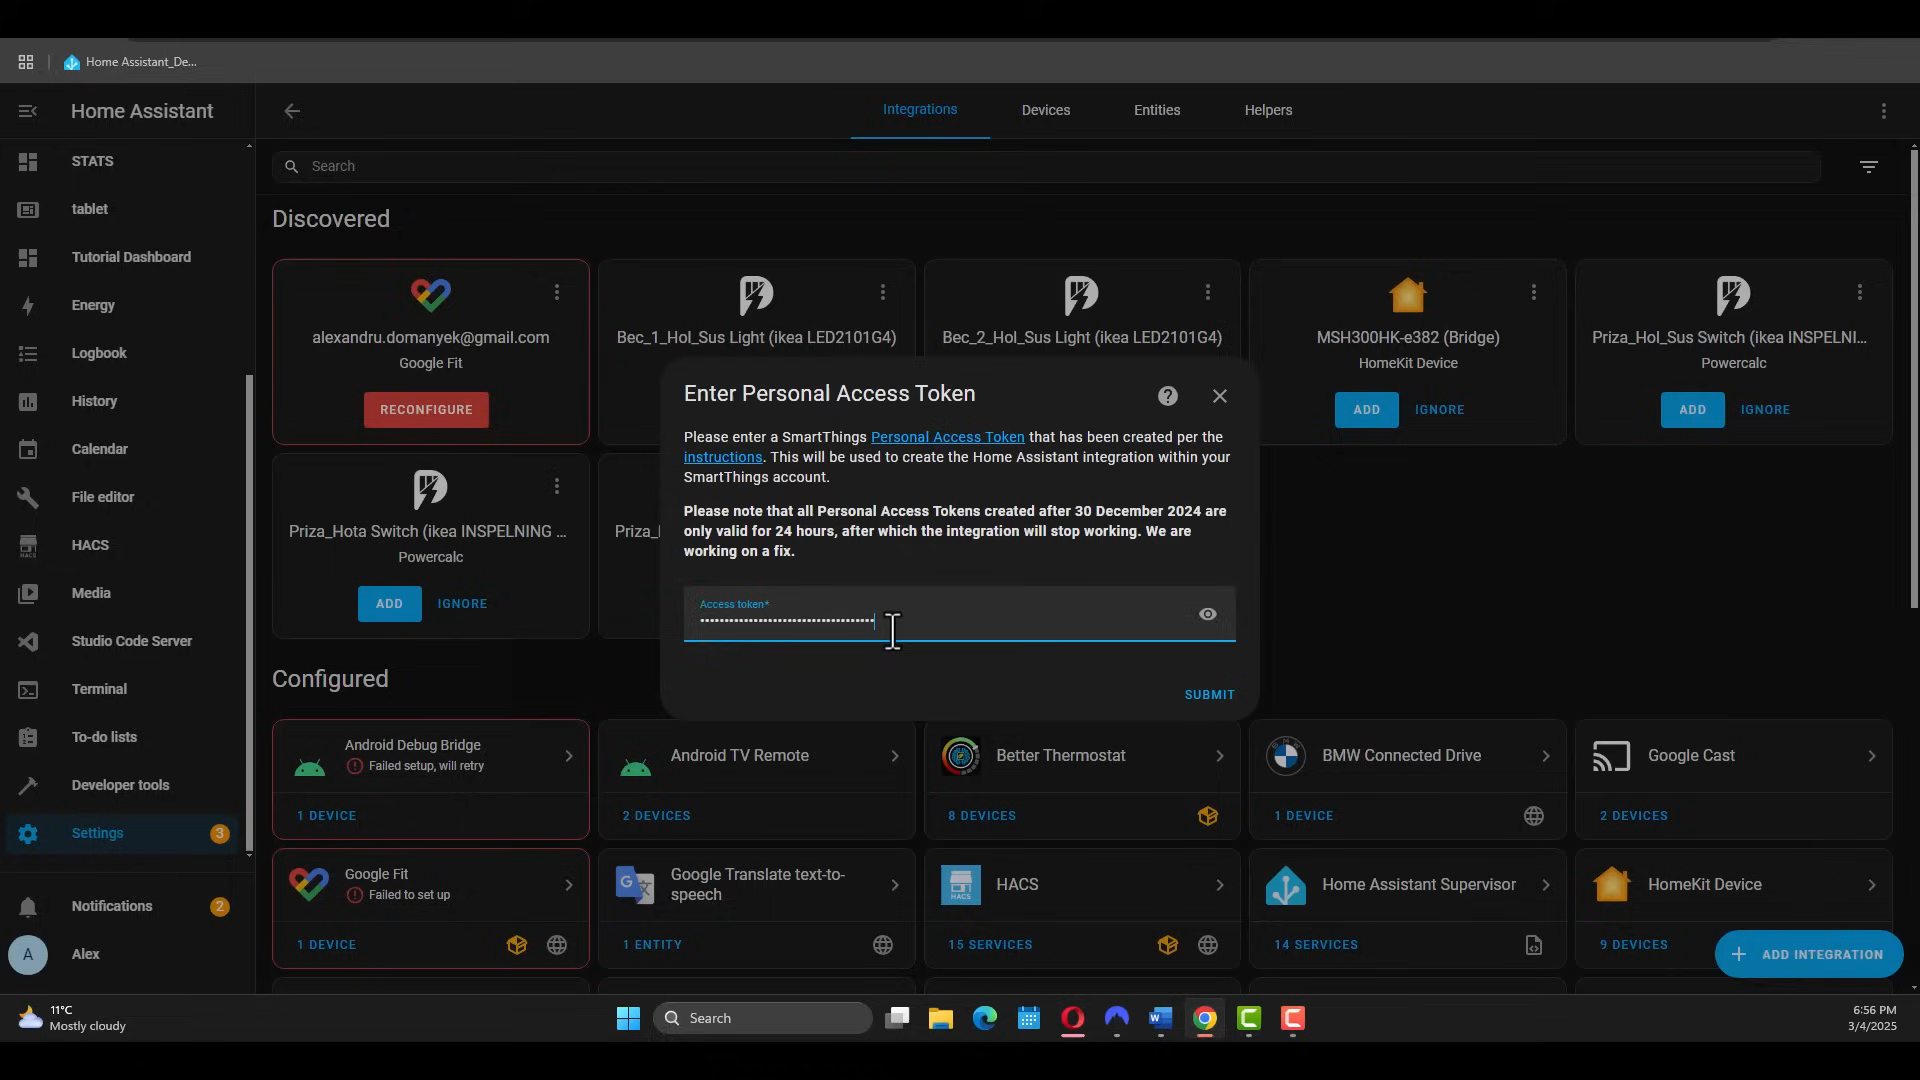 Home Assistant_De...
Home Assistant
Integrations
Devices
Entities
Helpers
Search
STATS
tablet
Tutorial Dashboard
Energy
Logbook
History
Calendar
File editor
HACS
Media
Studio Code Server
Terminal
To-do lists
Developer tools
Settings
3
Notifications
2
A
Alex
Discovered
alexandru.domanyek@gmail.com
Google Fit
RECONFIGURE
Bec_1_Hol_Sus Light (ikea LED2101G4)
Bec_2_Hol_Sus Light (ikea LED2101G4)
MSH300HK-e382 (Bridge)
HomeKit Device
ADD
IGNORE
Priza_Hol_Sus Switch (ikea INSPELNI...
Powercalc
ADD
IGNORE
Priza_Hota Switch (ikea INSPELNING ...
Powercalc
ADD
IGNORE
Priza_
Enter Personal Access Token
Please enter a SmartThings Personal Access Token that has been created per the
instructions. This will be used to create the Home Assistant integration within your
SmartThings account.
Please note that all Personal Access Tokens created after 30 December 2024 are
only valid for 24 hours, after which the integration will stop working. We are
working on a fix.
Access token*
••••••••••••••••••••••••••••••••••••
SUBMIT
Configured
Android Debug Bridge
Failed setup, will retry
1 DEVICE
Android TV Remote
2 DEVICES
Better Thermostat
8 DEVICES
BMW Connected Drive
1 DEVICE
Google Cast
2 DEVICES
Google Fit
Failed to set up
1 DEVICE
Google Translate text-to-
speech
1 ENTITY
HACS
15 SERVICES
Home Assistant Supervisor
14 SERVICES
HomeKit Device
9 DEVICES
ADD INTEGRATION
11°C
Mostly cloudy
Search
6:56 PM
3/4/2025